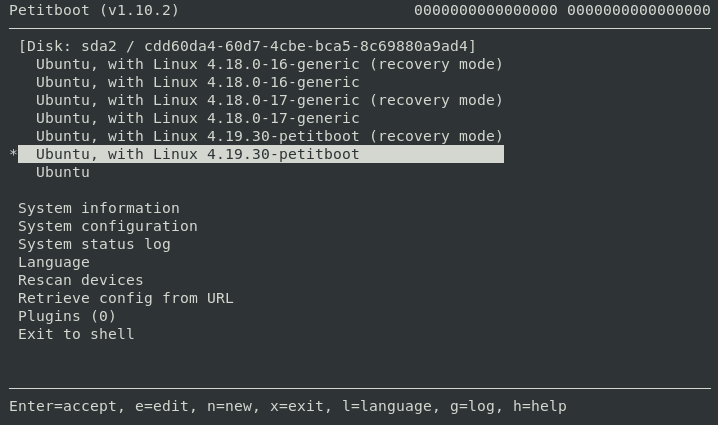 Petitboot (v1.10.2) 0000000000000000 0000000000000000
[Disk: sda2 / cdd60da4-60d7-4cbe-bca5-8c69880a9ad4]
Ubuntu, with Linux 4.18.0-16-generic (recovery mode)
Ubuntu, with Linux 4.18.0-16-generic
Ubuntu, with Linux 4.18.0-17-generic (recovery mode)
Ubuntu, with Linux 4.18.0-17-generic
Ubuntu, with Linux 4.19.30-petitboot (recovery mode)
* Ubuntu, with Linux 4.19.30-petitboot
Ubuntu
System information
System configuration
System status log
Language
Rescan devices
Retrieve config from URL
Plugins (0)
Exit to shell
Enter=accept, e=edit, n=new, x=exit, l=language, g=log, h=help